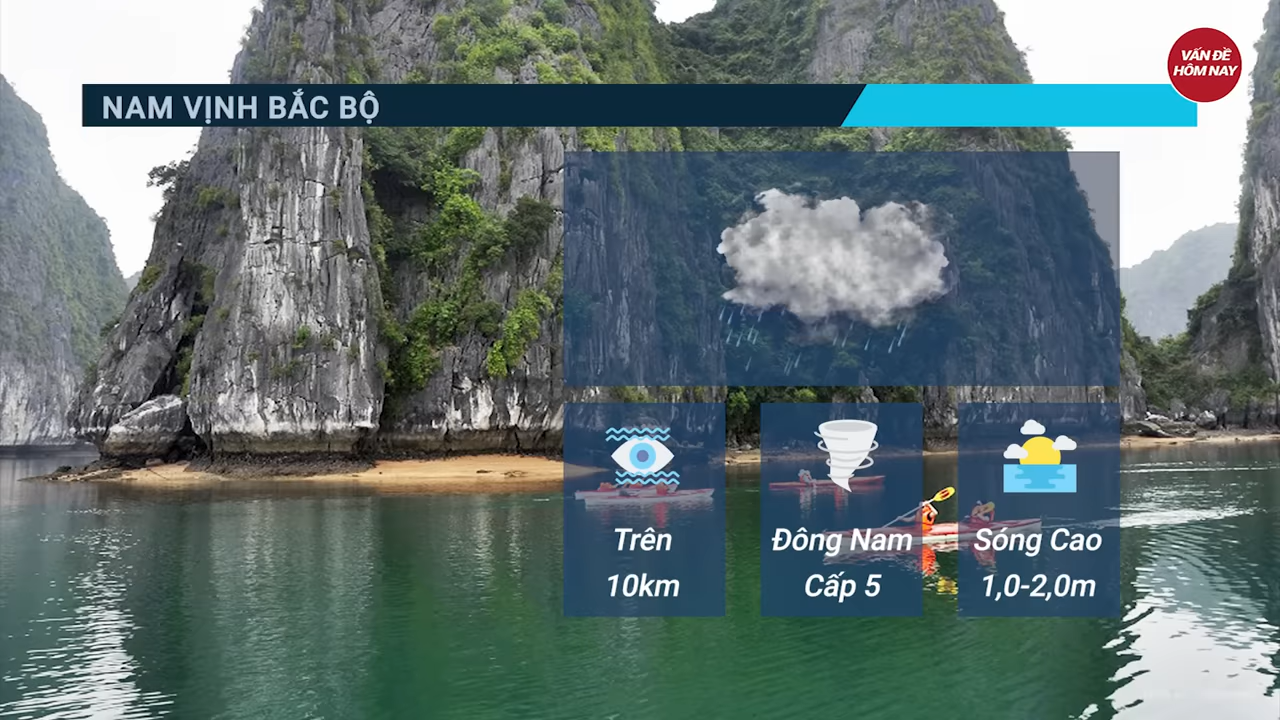 VẤN ĐỀ
HÔM NAY
NAM VỊNH BẮC BỘ
Trên
10km
Đông Nam
Cấp 5
Sóng Cao
1,0-2,0m